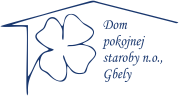 Dom
pokojnej
staroby n.o.,
Gbely